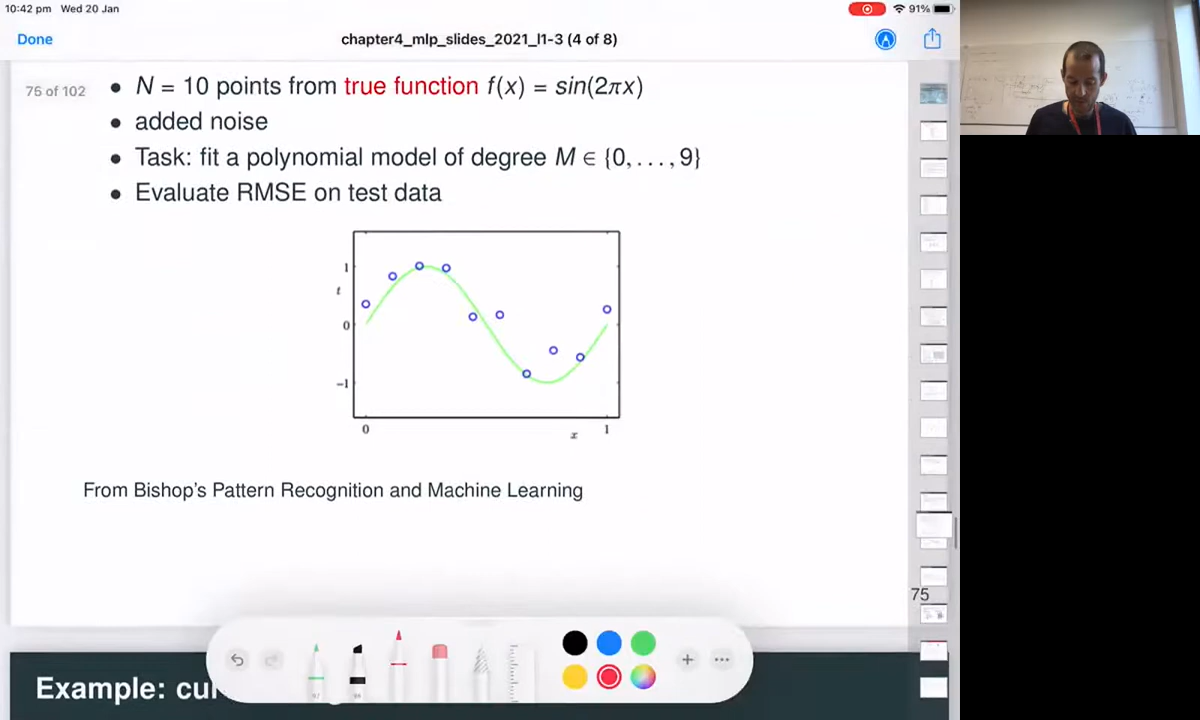 10:42 pm Wed 20 Jan
91%
Done
chapter4_mlp_slides_2021_l1-3 (4 of 8)
76 of 102
• N = 10 points from true function f(x) = sin(2πx)
• added noise
• Task: fit a polynomial model of degree M ∈ {0, . . . , 9}
• Evaluate RMSE on test data
1
t
0
−1
0
x
1
From Bishop's Pattern Recognition and Machine Learning
75
Example: cur